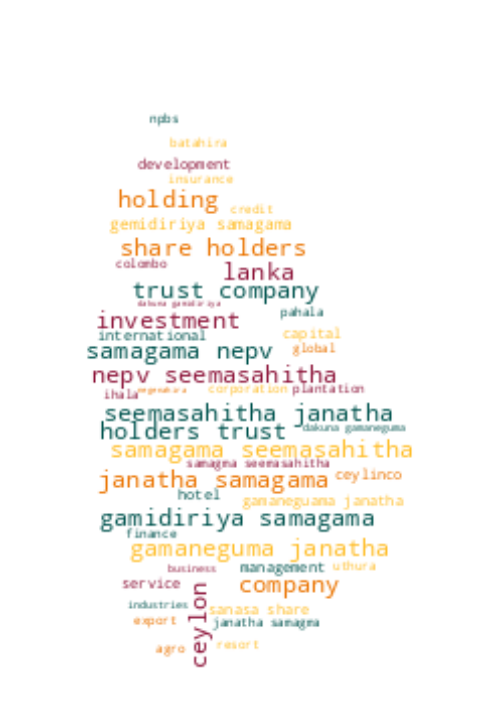 npbs
batahira
development
insurance
holding
credit
gemidiriya samagama
share holders
colombo
lanka
trust company
dakuna gamidiriya
pahala
investment
international
capital
samagama nepv
global
nepv seemasahitha
ihala
corporation
plantation
seemasahitha janatha
holders trust
dakuna gamaneguma
samagama seemasahitha
samagma seemasahitha
janatha samagama
ceylinco
hotel
gamaneguama janatha
gamidiriya samagama
finance
gamaneguma janatha
business
management
uthura
service
company
ceylon
industries
sanasa share
export
janatha samagma
agro
resort